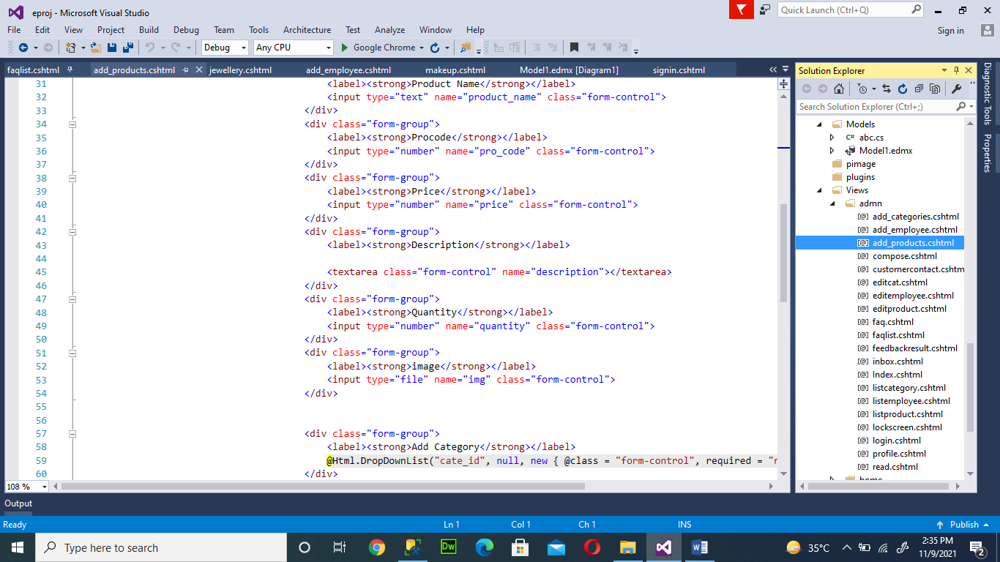 eproj - Microsoft Visual Studio
Quick Launch (Ctrl+Q)
File Edit View Project Build Debug Team Tools Architecture Test Analyze Window Help
Sign in
Debug Any CPU Google Chrome
faqlist.cshtml add_products.cshtml jewellery.cshtml add_employee.cshtml makeup.cshtml Model1.edmx [Diagram1] signin.cshtml
31 <label><strong>Product Name</strong></label>
32 <input type="text" name="product_name" class="form-control">
33 </div>
34 <div class="form-group">
35 <label><strong>Procode</strong></label>
36 <input type="number" name="pro_code" class="form-control">
37 </div>
38 <div class="form-group">
39 <label><strong>Price</strong></label>
40 <input type="number" name="price" class="form-control">
41 </div>
42 <div class="form-group">
43 <label><strong>Description</strong></label>
44
45 <textarea class="form-control" name="description"></textarea>
46 </div>
47 <div class="form-group">
48 <label><strong>Quantity</strong></label>
49 <input type="number" name="quantity" class="form-control">
50 </div>
51 <div class="form-group">
52 <label><strong>image</strong></label>
53 <input type="file" name="img" class="form-control">
54 </div>
55
56
57 <div class="form-group">
58 <label><strong>Add Category</strong></label>
59 @Html.DropDownList("cate_id", null, new { @class = "form-control", required = "r
60 </div>
108 %
Solution Explorer
Search Solution Explorer (Ctrl+;)
Models
C# abc.cs
Model1.edmx
pimage
plugins
Views
admn
[@] add_categories.cshtml
[@] add_employee.cshtml
[@] add_products.cshtml
[@] compose.cshtml
[@] customercontact.cshtm
[@] editcat.cshtml
[@] editemployee.cshtml
[@] editproduct.cshtml
[@] faq.cshtml
[@] faqlist.cshtml
[@] feedbackresult.cshtml
[@] inbox.cshtml
[@] Index.cshtml
[@] listcategory.cshtml
[@] listemployee.cshtml
[@] listproduct.cshtml
[@] lockscreen.cshtml
[@] login.cshtml
[@] profile.cshtml
[@] read.cshtml
home
Diagnostic Tools
Properties
Output
Ready Ln 1 Col 1 Ch 1 INS Publish
Type here to search
Dw
W
35°C
2:35 PM
11/9/2021
2